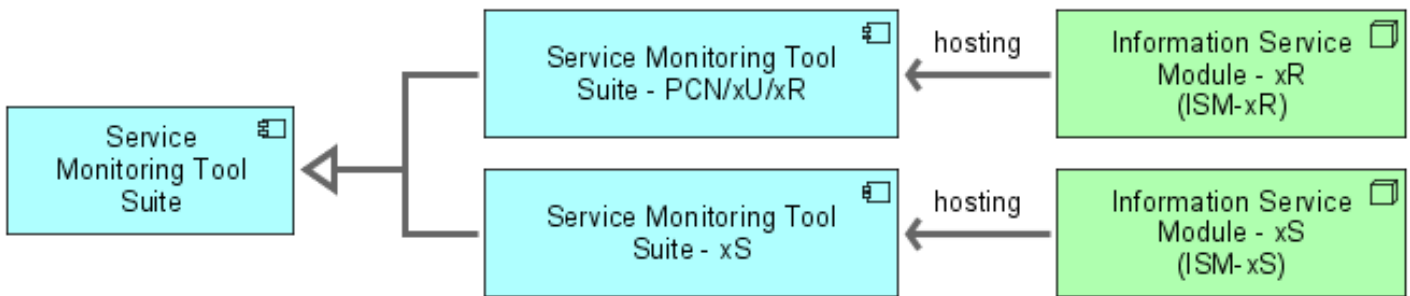 Service
Monitoring Tool
Suite
Service Monitoring Tool
Suite - PCN/xU/xR
hosting
Information Service
Module - xR
(ISM-xR)
Service Monitoring Tool
Suite - xS
hosting
Information Service
Module - xS
(ISM-xS)